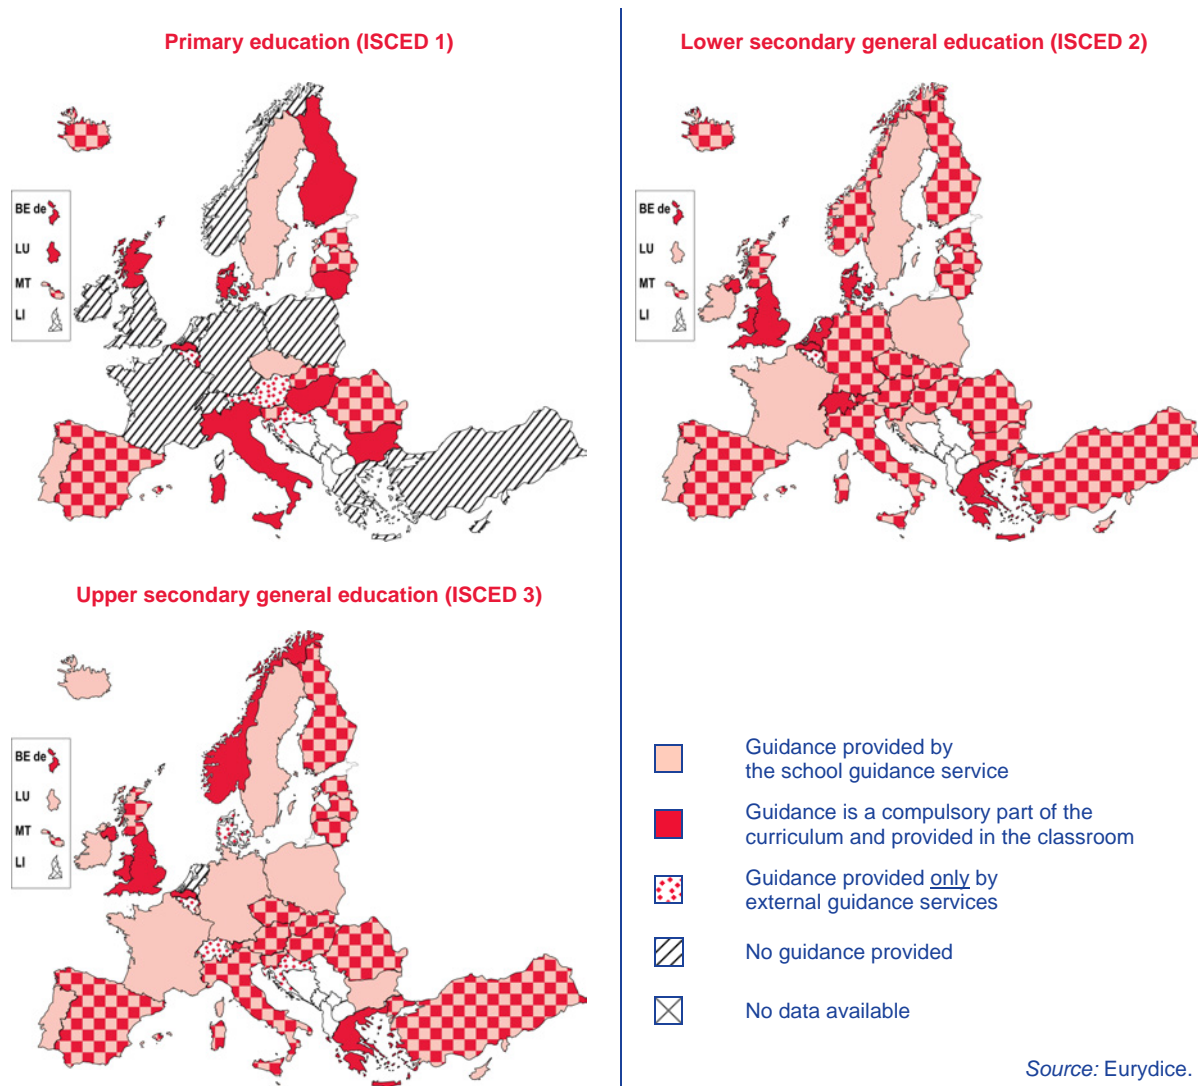 Primary education (ISCED 1)
BE de
LU
MT
LI
Lower secondary general education (ISCED 2)
BE de
LU
MT
LI
Upper secondary general education (ISCED 3)
BE de
LU
MT
LI
Guidance provided by
the school guidance service
Guidance is a compulsory part of the
curriculum and provided in the classroom
Guidance provided only by
external guidance services
No guidance provided
No data available
Source: Eurydice.